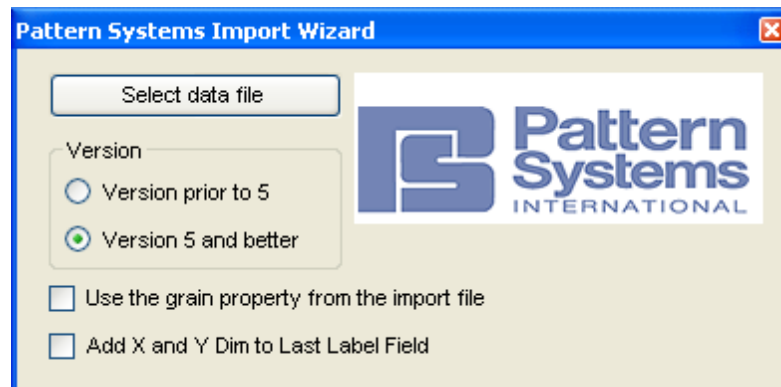 Pattern Systems Import Wizard
Select data file
Pattern
Systems
INTERNATIONAL
Version
Version prior to 5
Version 5 and better
Use the grain property from the import file
Add X and Y Dim to Last Label Field